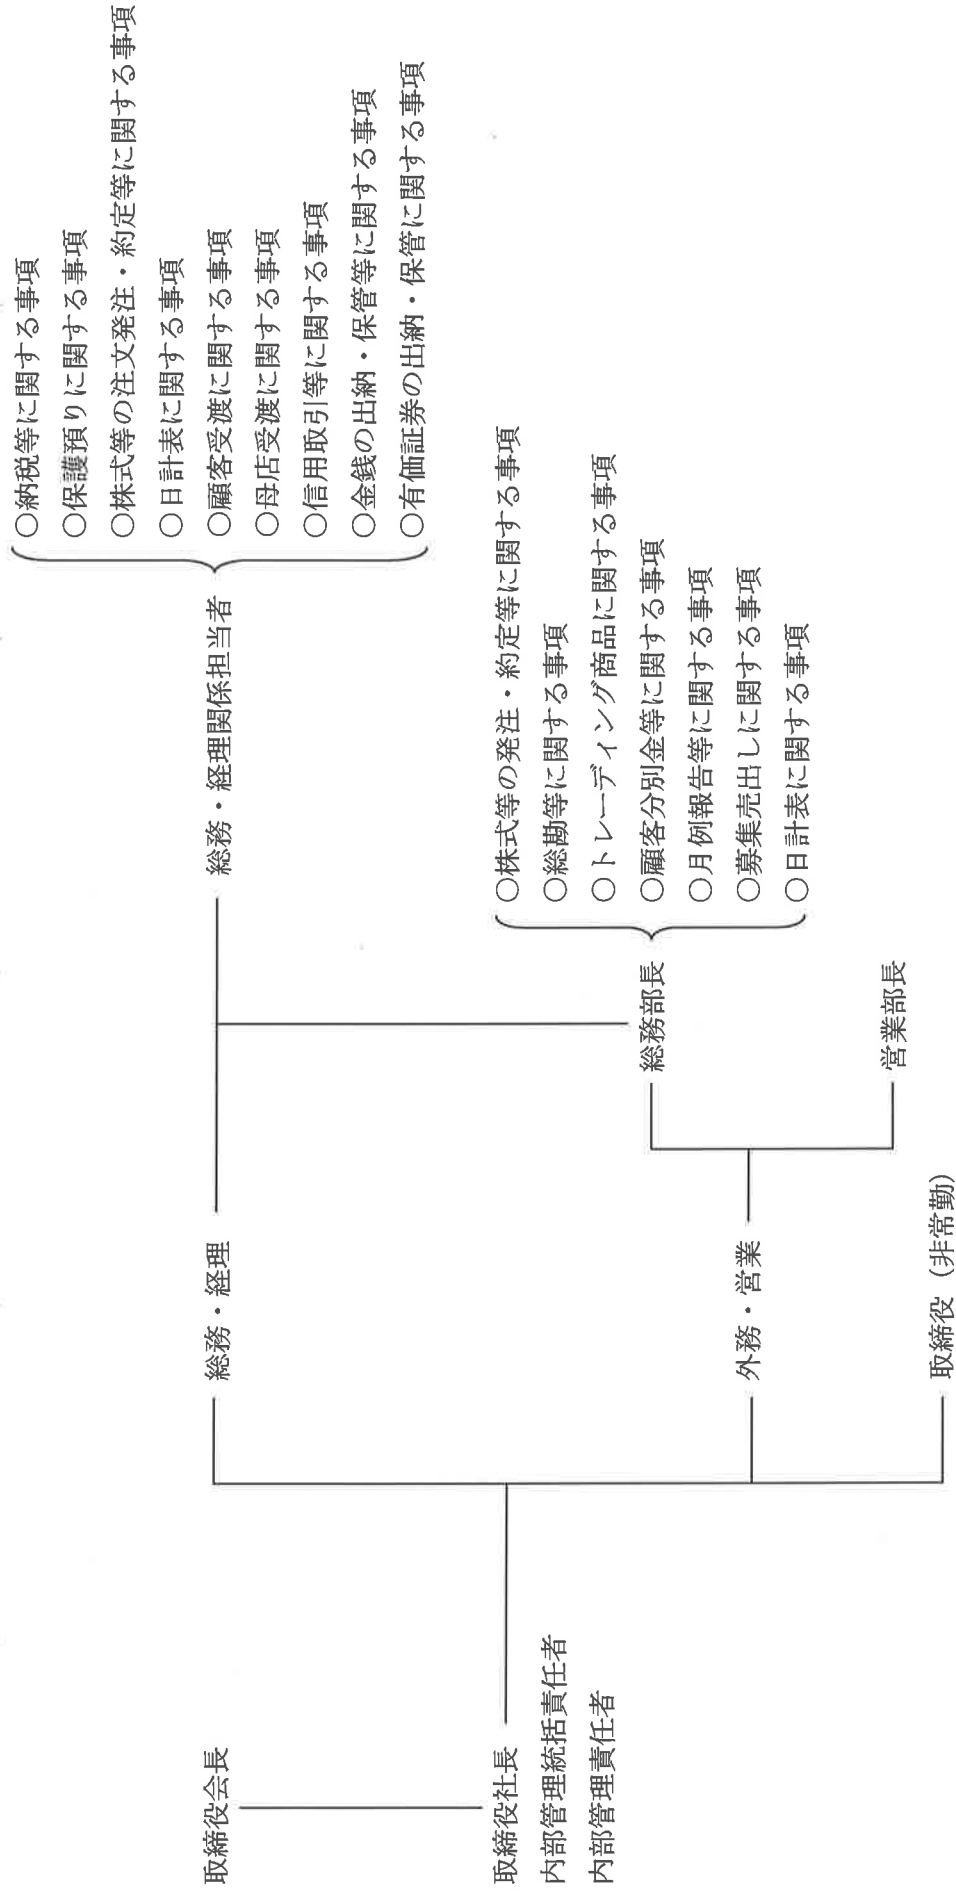 取締役会長
取締役社長
内部管理統括責任者
内部管理責任者
総務・経理
外務・営業
取締役（非常勤）
総務・経理関係担当者
○納税等に関する事項
○保護預りに関する事項
○株式等の注文発注・約定等に関する事項
○日計表に関する事項
○顧客受渡に関する事項
○母店受渡に関する事項
○信用取引等に関する事項
○金銭の出納・保管等に関する事項
○有価証券の出納・保管に関する事項
総務部長
○株式等の発注・約定等に関する事項
○総勘等に関する事項
○トレーディング商品に関する事項
○顧客分別金等に関する事項
○月例報告等に関する事項
○募集売出しに関する事項
○日計表に関する事項
営業部長